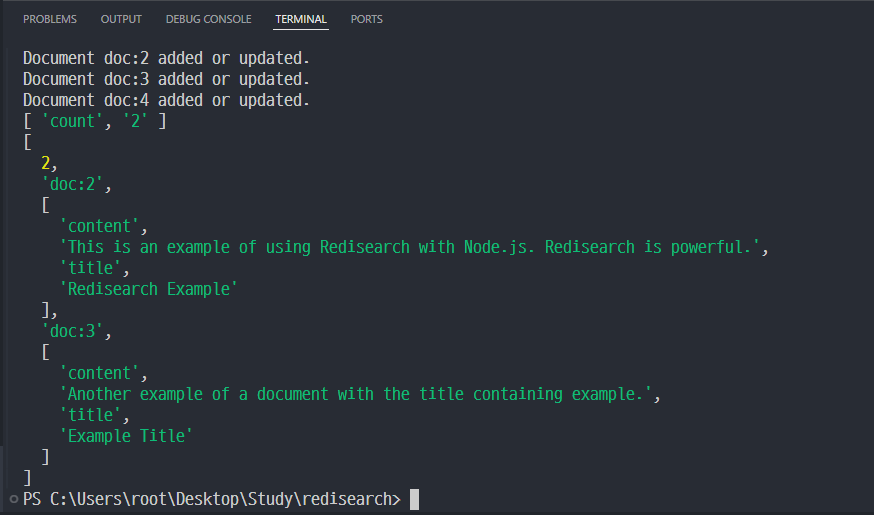 PROBLEMS OUTPUT DEBUG CONSOLE TERMINAL PORTS
Document doc:2 added or updated.
Document doc:3 added or updated.
Document doc:4 added or updated.
[ 'count', '2' ]
[
  2,
  'doc:2',
  [
    'content',
    'This is an example of using Redisearch with Node.js. Redisearch is powerful.',
    'title',
    'Redisearch Example'
  ],
  'doc:3',
  [
    'content',
    'Another example of a document with the title containing example.',
    'title',
    'Example Title'
  ]
]
PS C:\Users\root\Desktop\Study\redisearch>